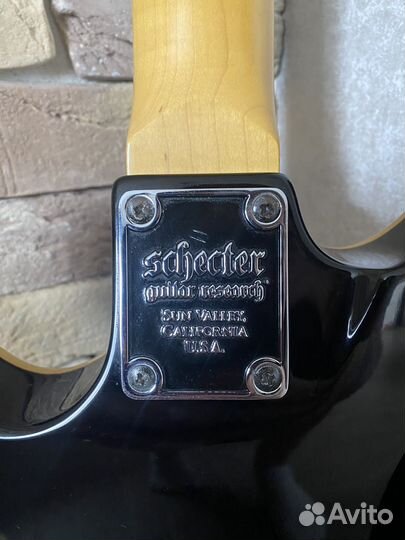 schecter
guitar research
SUN VALLEY,
CALIFORNIA
U.S.A.
Avito